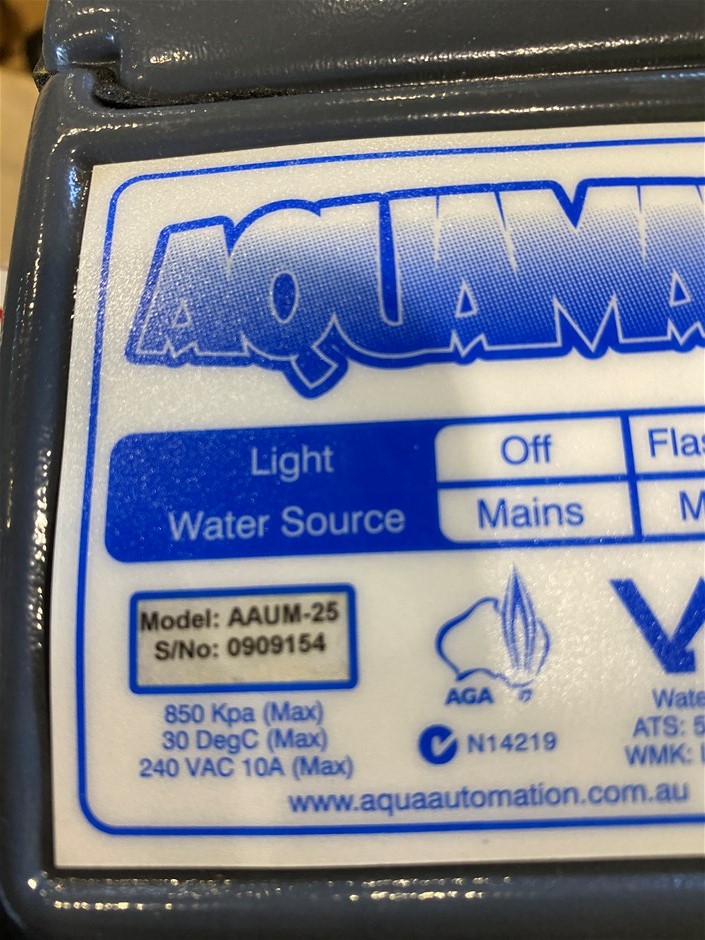 AQUAMA
Light Off Flas
Water Source Mains M
Model: AAUM-25
S/No: 0909154
850 Kpa (Max)
30 DegC (Max)
240 VAC 10A (Max)
AGA
N14219
Wate
ATS: 5
WMK: L
www.aquaautomation.com.au